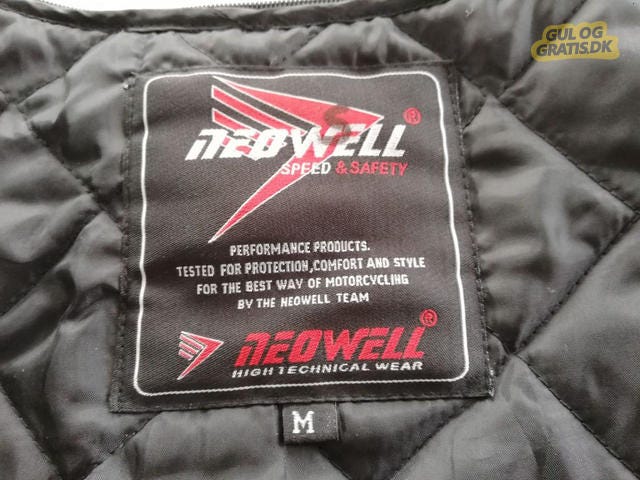 GUL OG
GRATIS.DK
NEOWELL®
SPEED & SAFETY
PERFORMANCE PRODUCTS.
TESTED FOR PROTECTION,COMFORT AND STYLE
FOR THE BEST WAY OF MOTORCYCLING
BY THE NEOWELL TEAM
NEOWELL®
HIGH TECHNICAL WEAR
M